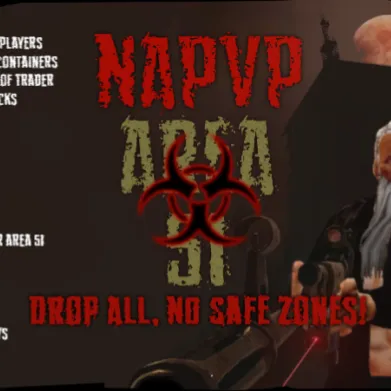 PLAYERS
CONTAINERS
OF TRADER
CKS
NAPVP
AREA
51
R AREA 51
DROP ALL, NO SAFE ZONES!